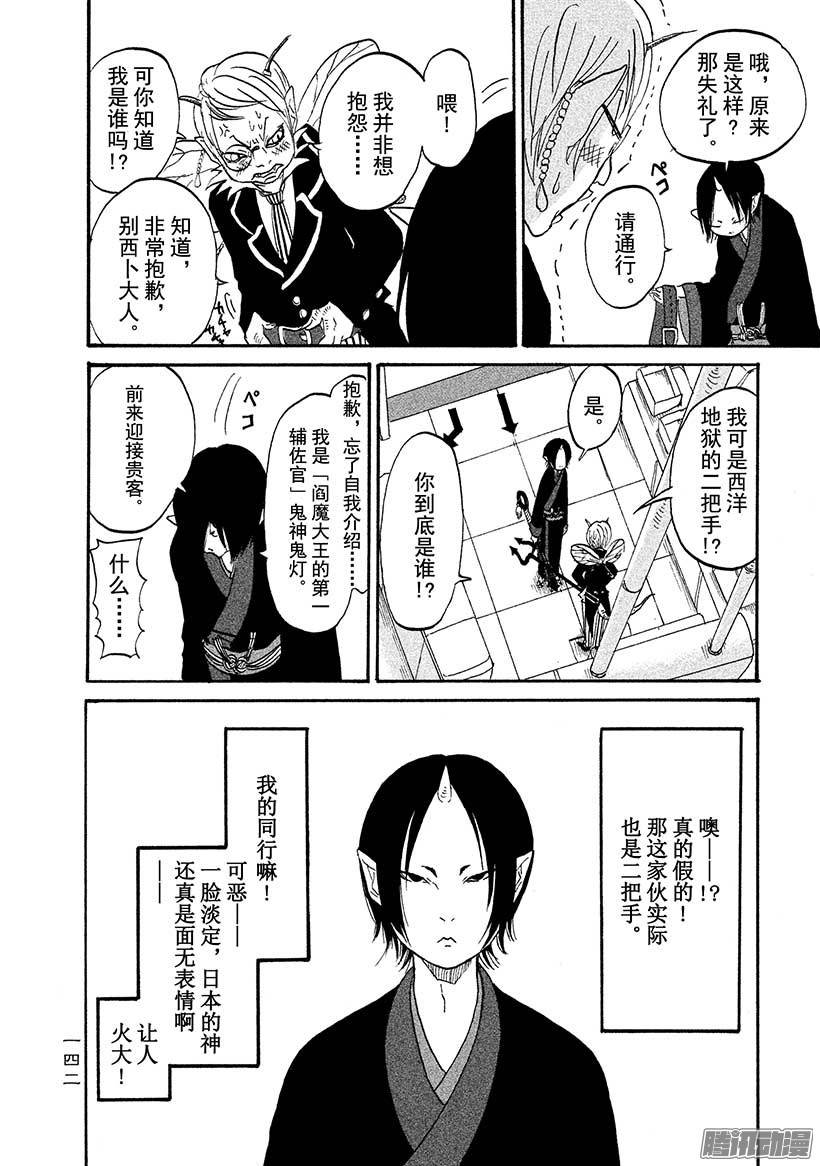 哦，原来
是这样？
那失礼了。
ペコ
请通行。
喂！
我并非想
抱怨……
可你知道
我是谁吗！？
知道，
非常抱歉，
别西卜大人。
我可是西洋
地狱的二把手！？
是。
你到底是谁！？
抱歉，忘了自我介绍……
我是「阎魔大王的第一
辅佐官」鬼神鬼灯。
ペコ
前来迎接贵客。
什么……
噢——！？
真的假的！
那这家伙实际
也是二把手。
我的同行嘛！
可恶——
一脸淡定，日本的神
还真是面无表情啊
——
让人
火大！
一四二
腾讯动漫